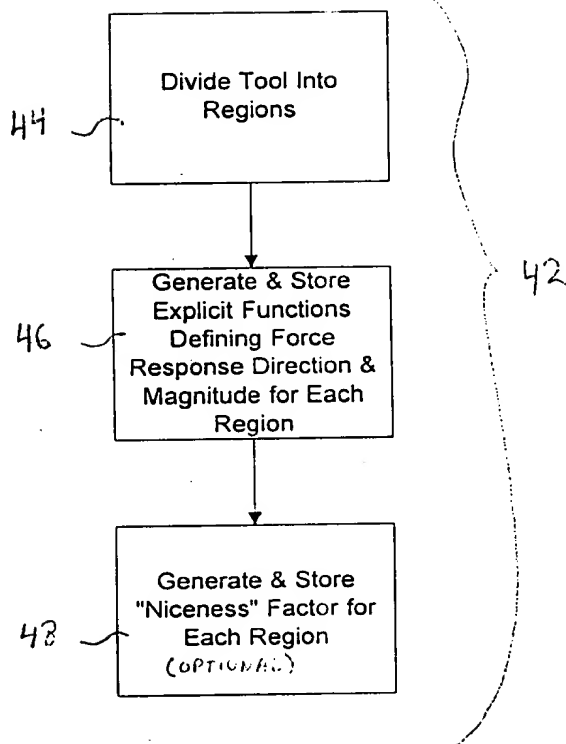 Divide Tool Into
Regions
44
Generate & Store
Explicit Functions
Defining Force
Response Direction &
Magnitude for Each
Region
46
42
Generate & Store
"Niceness" Factor for
Each Region
(OPTIONAL)
48